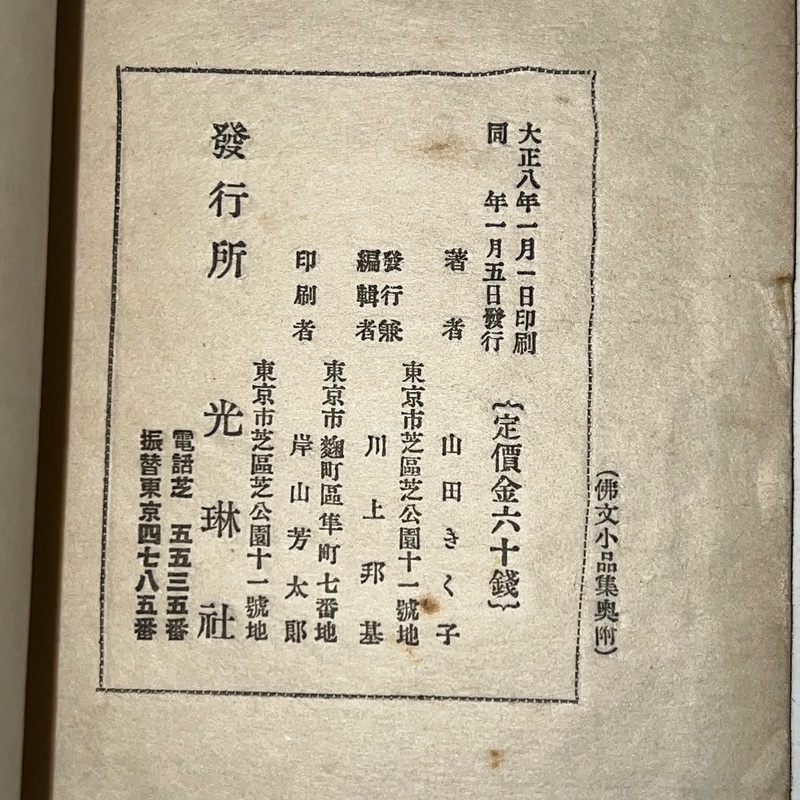 (佛文小品集奥附)
大正八年一月一日印刷
同　年一月五日發行
{定價金六十錢}
著者　山田きく子
東京市芝區芝公園十一號地
發行兼
編輯者　川上邦基
東京市麹町區隼町七番地
印刷者　岸山芳太郎
東京市芝區芝公園十一號地
發行所　光琳社
電話芝　五五三五番
振替東京四七八五番